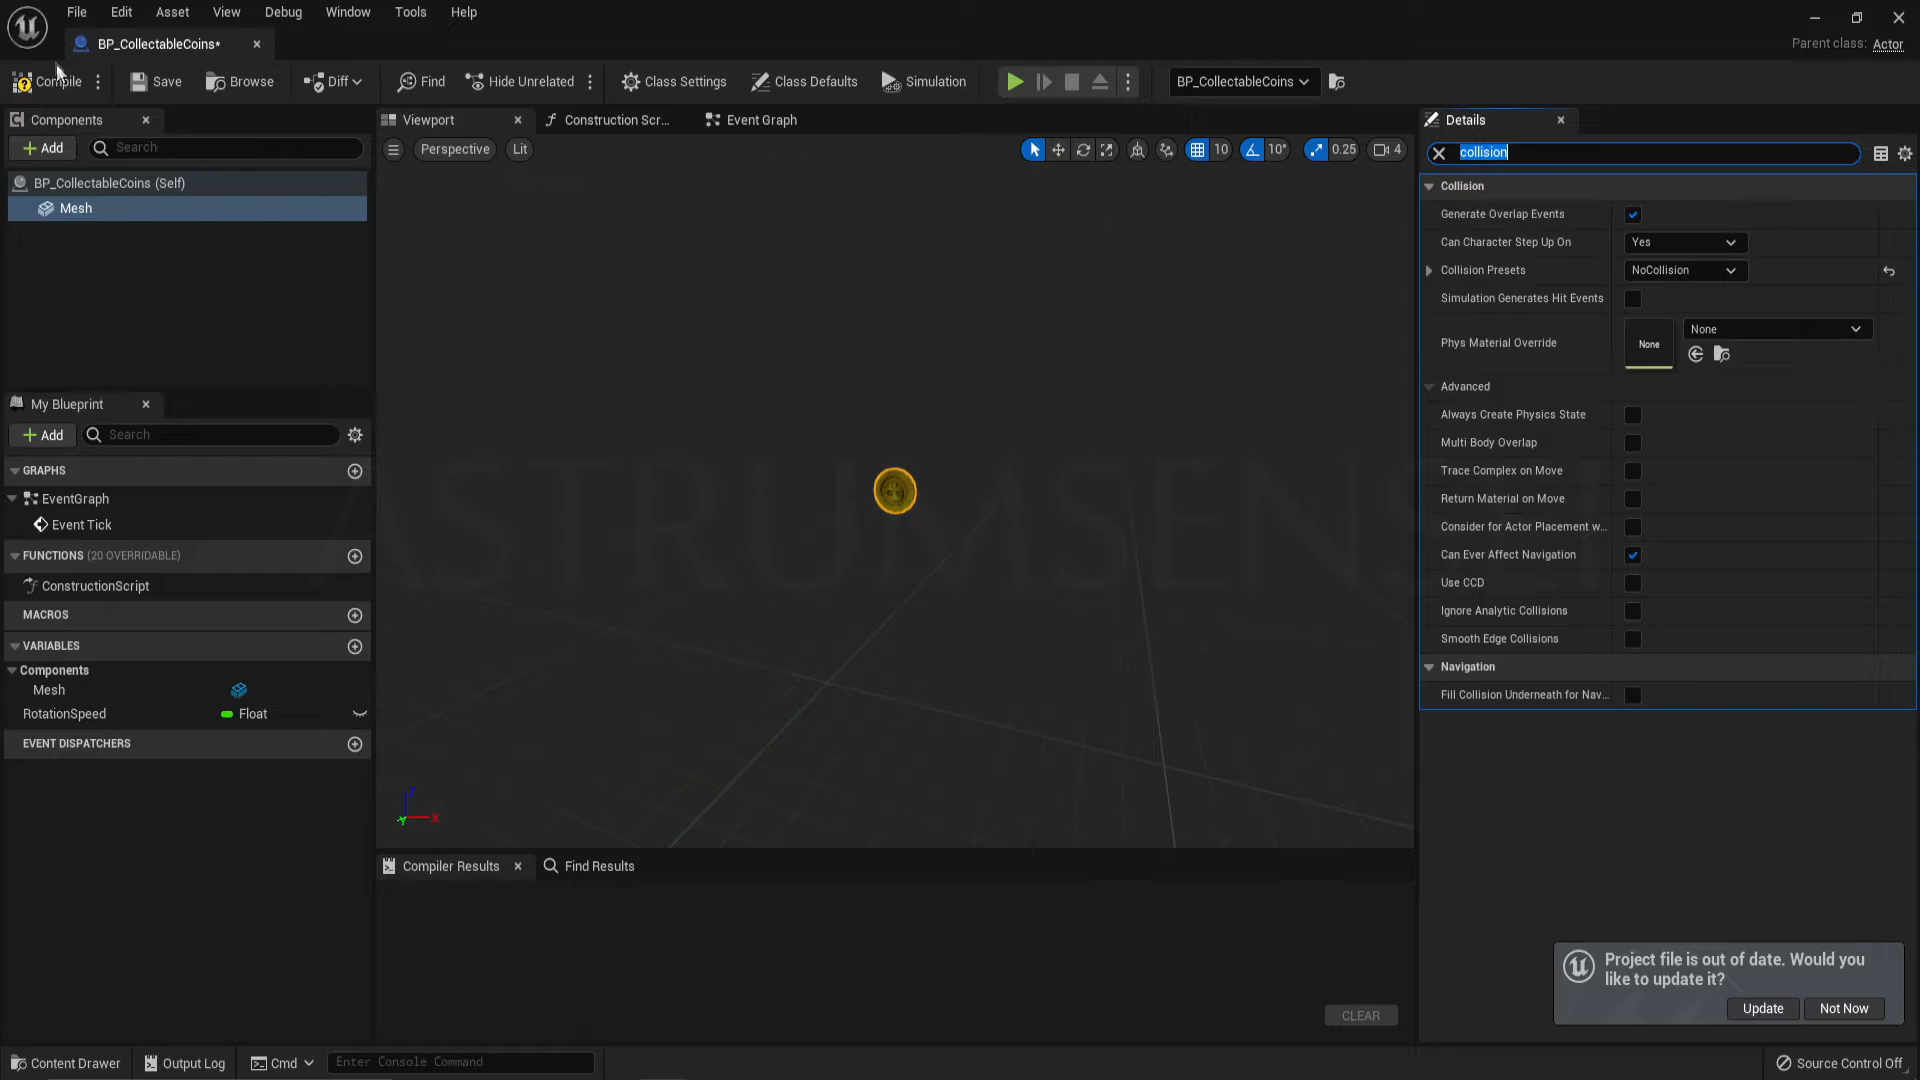 File Edit Asset View Debug Window Tools Help
BP_CollectableCoins*
Parent class: Actor
Compile Save Browse Diff Find Hide Unrelated Class Settings Class Defaults Simulation BP_CollectableCoins
Components
Add Search
BP_CollectableCoins (Self)
Mesh
My Blueprint
Add Search
GRAPHS
EventGraph
Event Tick
FUNCTIONS (20 OVERRIDABLE)
ConstructionScript
MACROS
VARIABLES
Components
Mesh
RotationSpeed Float
EVENT DISPATCHERS
Viewport Construction Scr... Event Graph
Perspective Lit 10 10° 0.25 4
X
Compiler Results Find Results
CLEAR
Details
collision
Collision
Generate Overlap Events
Can Character Step Up On Yes
Collision Presets NoCollision
Simulation Generates Hit Events
Phys Material Override None None
Advanced
Always Create Physics State
Multi Body Overlap
Trace Complex on Move
Return Material on Move
Consider for Actor Placement w...
Can Ever Affect Navigation
Use CCD
Ignore Analytic Collisions
Smooth Edge Collisions
Navigation
Fill Collision Underneath for Nav...
Project file is out of date. Would you
like to update it?
Update Not Now
Content Drawer Output Log Cmd Enter Console Command Source Control Off